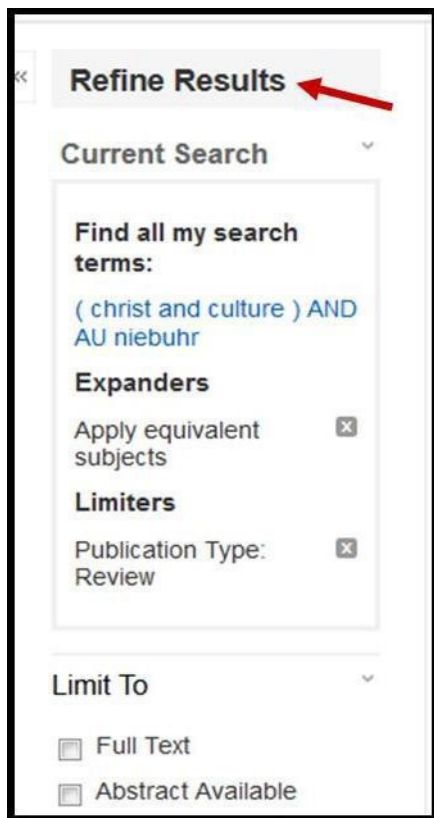 Refine Results
Current Search
Find all my search
terms:
( christ and culture ) AND
AU niebuhr
Expanders
Apply equivalent
subjects
Limiters
Publication Type:
Review
Limit To
Full Text
Abstract Available